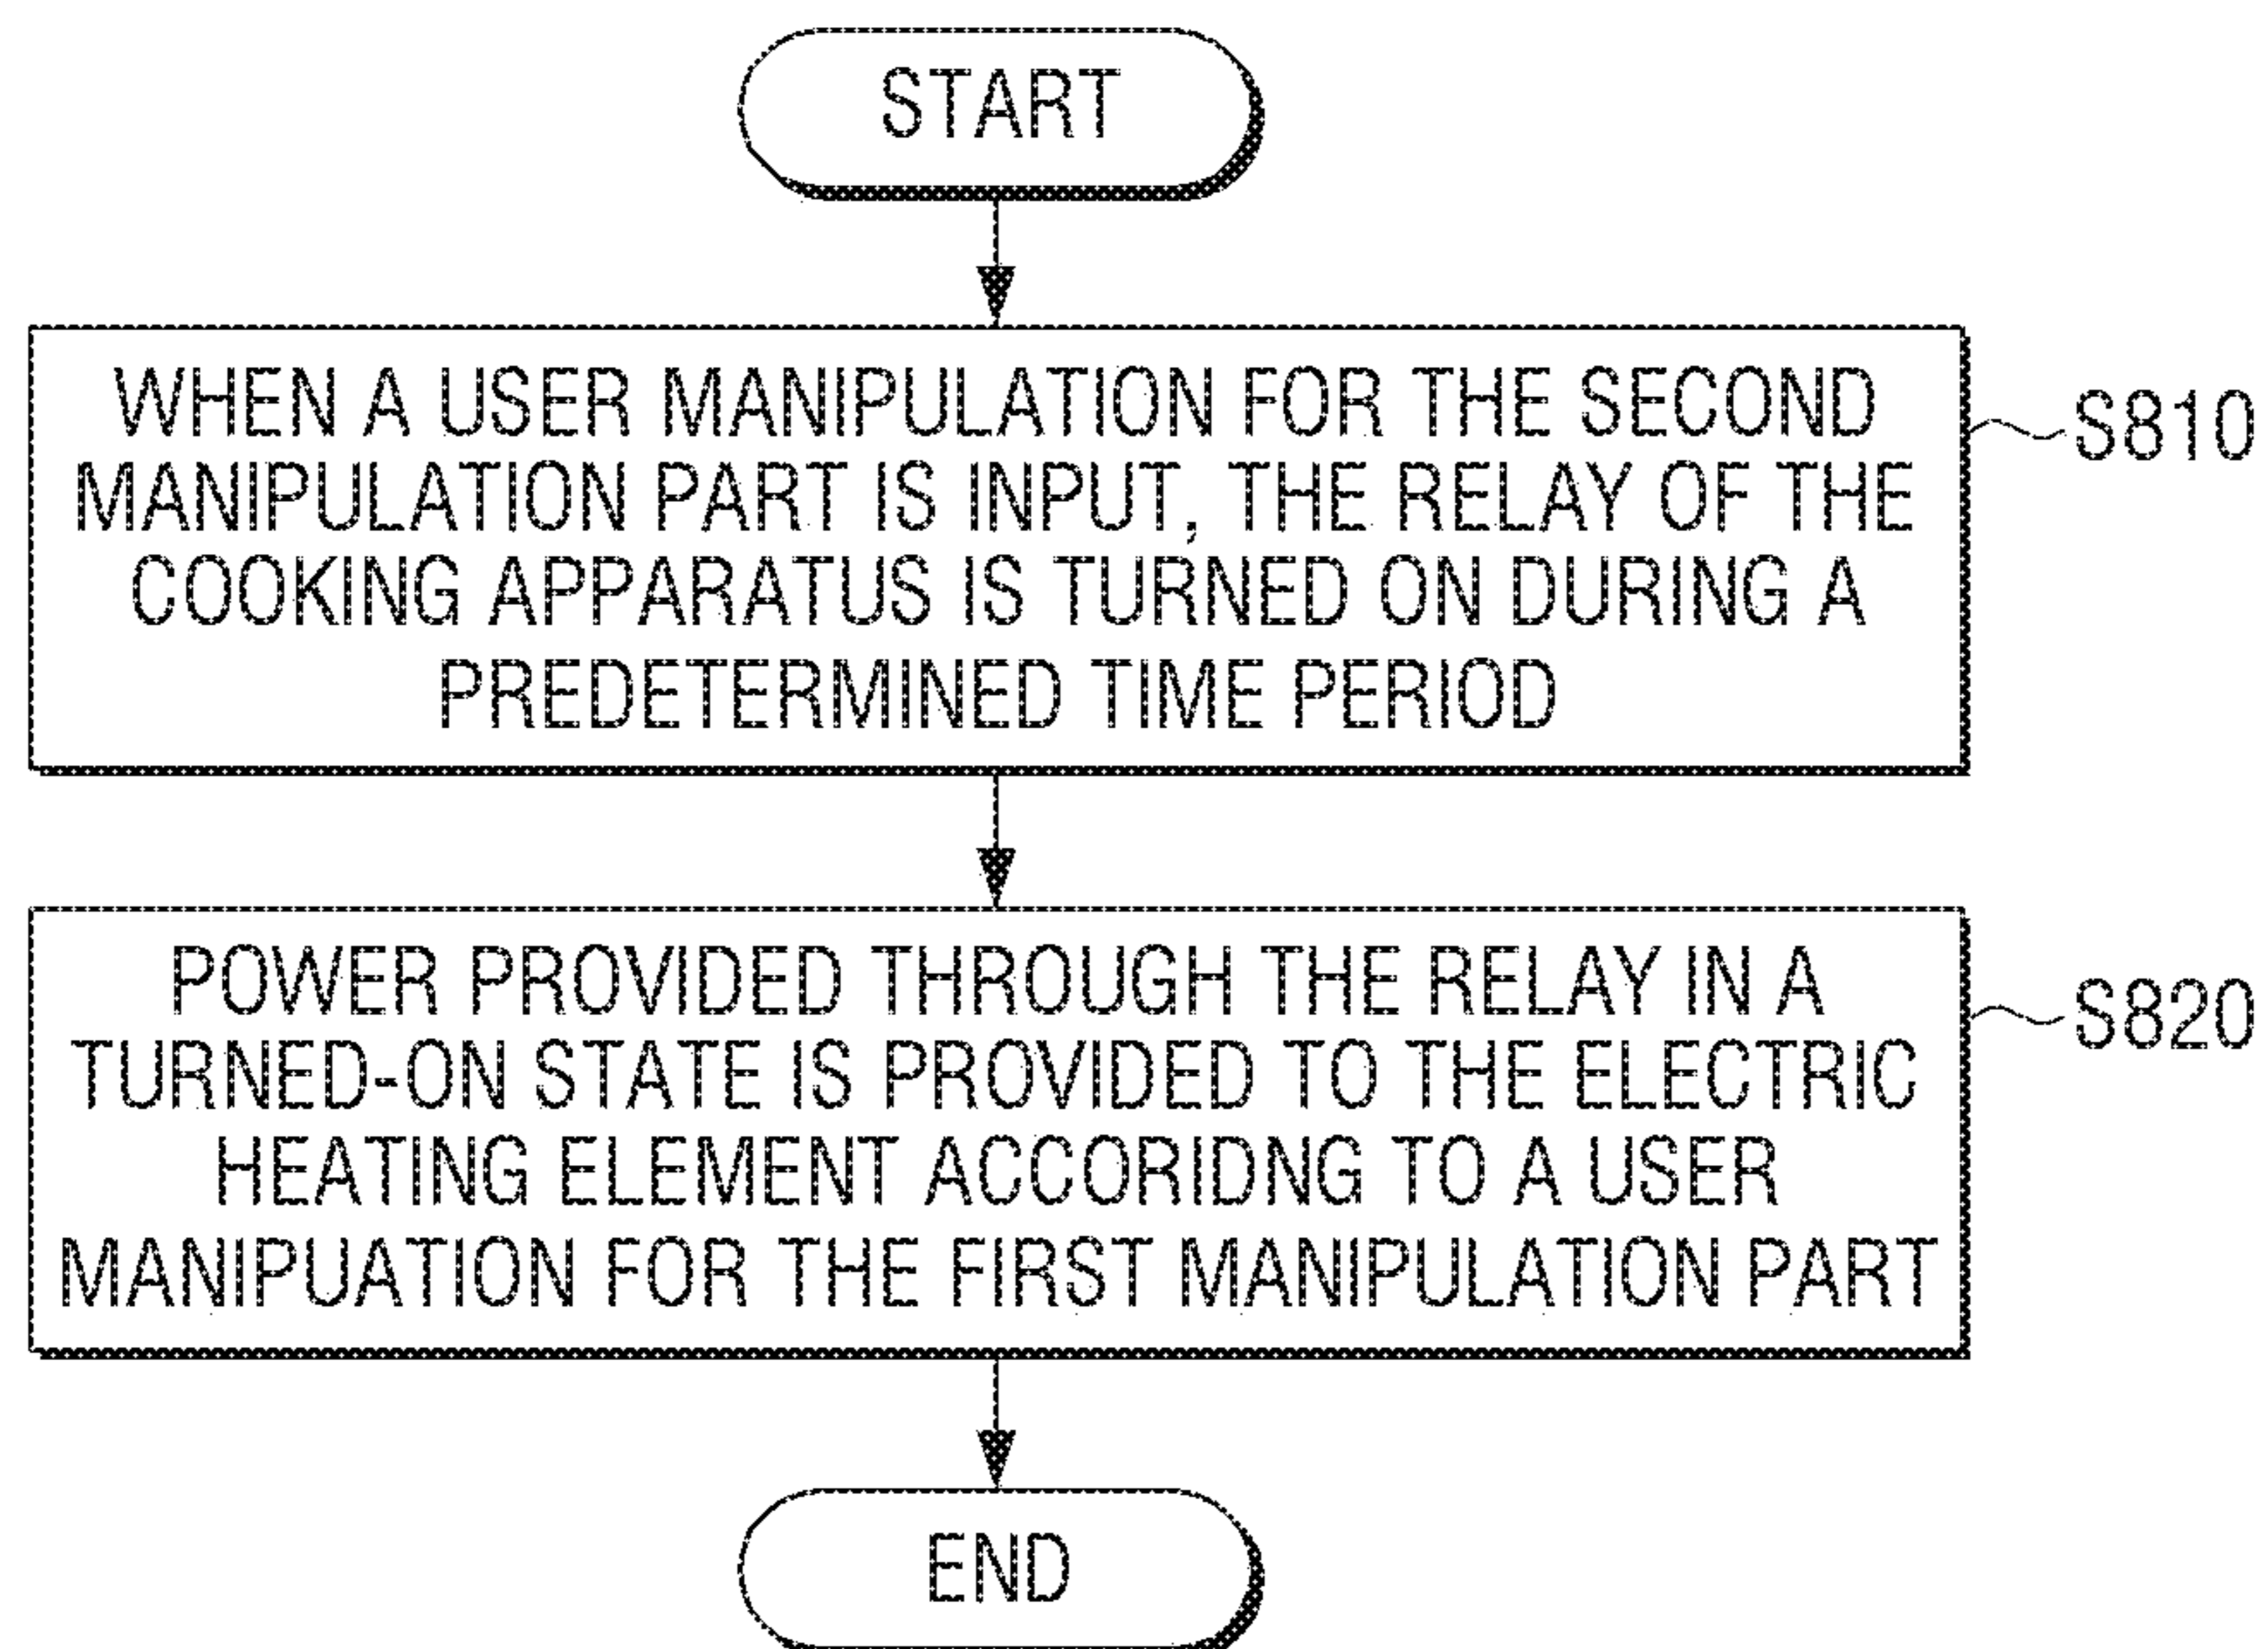 START
WHEN A USER MANIPULATION FOR THE SECOND
MANIPULATION PART IS INPUT, THE RELAY OF THE
COOKING APPARATUS IS TURNED ON DURING A
PREDETERMINED TIME PERIOD
S810
POWER PROVIDED THROUGH THE RELAY IN A
TURNED-ON STATE IS PROVIDED TO THE ELECTRIC
HEATING ELEMENT ACCORIDNG TO A USER
MANIPUATION FOR THE FIRST MANIPULATION PART
S820
END